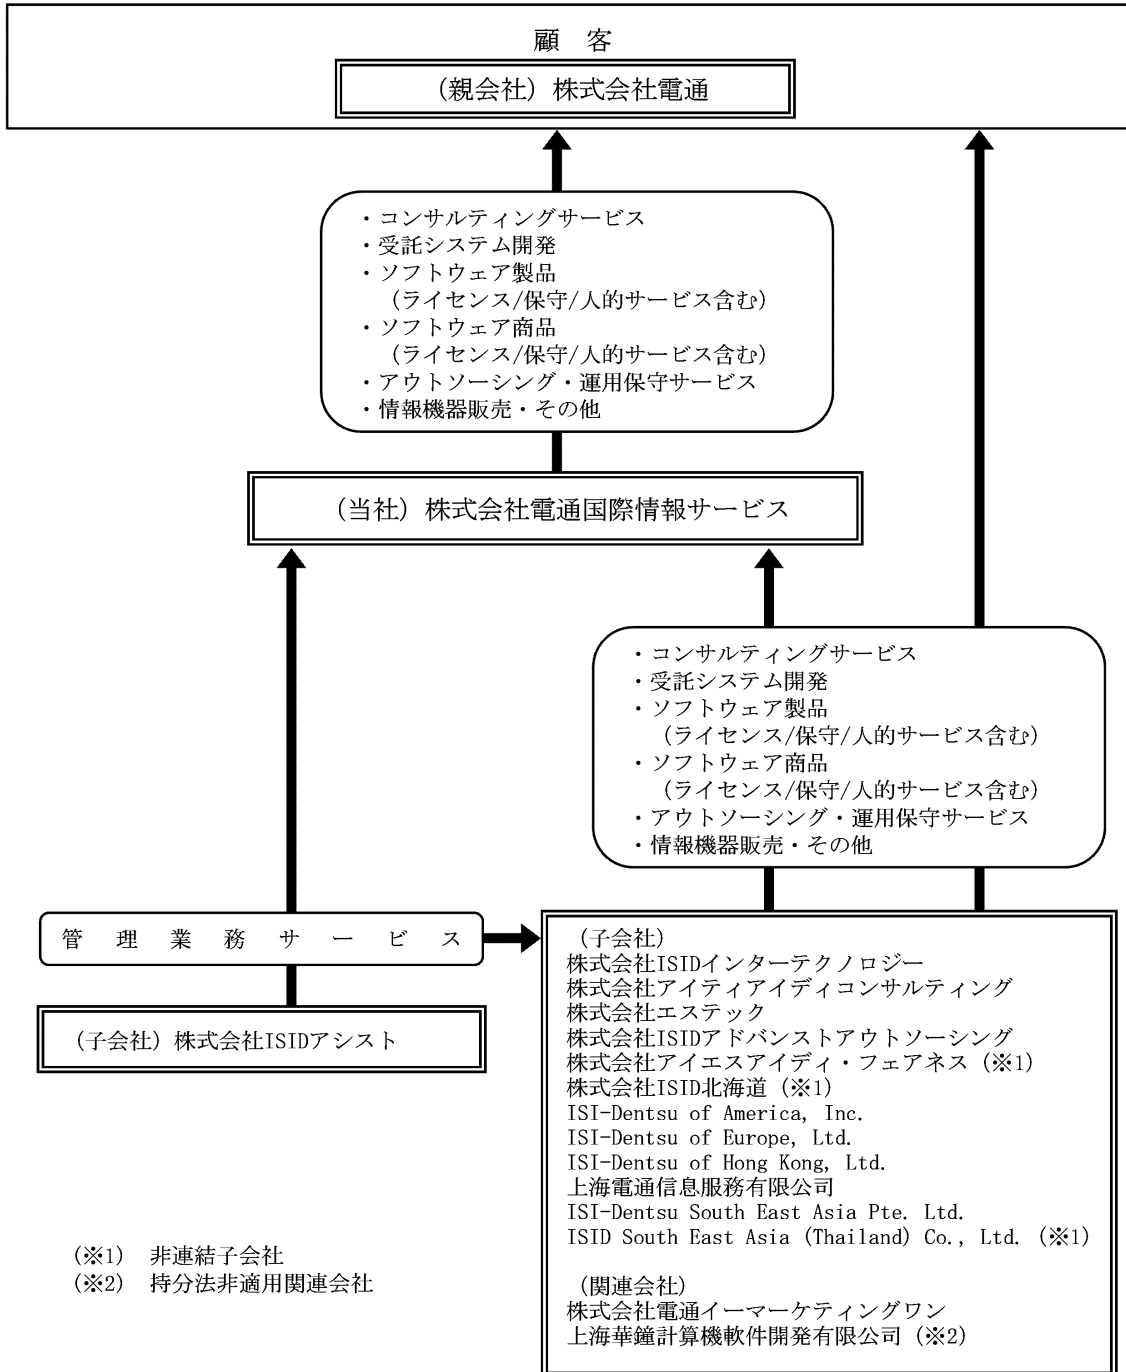 顧 客
(親会社) 株式会社電通
・コンサルティングサービス
・受託システム開発
・ソフトウェア製品
(ライセンス/保守/人的サービス含む)
・ソフトウェア商品
(ライセンス/保守/人的サービス含む)
・アウトソーシング・運用保守サービス
・情報機器販売・その他
(当社) 株式会社電通国際情報サービス
・コンサルティングサービス
・受託システム開発
・ソフトウェア製品
(ライセンス/保守/人的サービス含む)
・ソフトウェア商品
(ライセンス/保守/人的サービス含む)
・アウトソーシング・運用保守サービス
・情報機器販売・その他
管 理 業 務 サ ー ビ ス
(子会社) 株式会社ISIDアシスト
(子会社)
株式会社ISIDインターテクノロジー
株式会社アイティアイディコンサルティング
株式会社エステック
株式会社ISIDアドバンストアウトソーシング
株式会社アイエスアイディ・フェアネス (※1)
株式会社ISID北海道 (※1)
ISI-Dentsu of America, Inc.
ISI-Dentsu of Europe, Ltd.
ISI-Dentsu of Hong Kong, Ltd.
上海電通信息服務有限公司
ISI-Dentsu South East Asia Pte. Ltd.
ISID South East Asia (Thailand) Co., Ltd. (※1)
(関連会社)
株式会社電通イーマーケティングワン
上海華鐘計算機軟件開発有限公司 (※2)
(※1) 非連結子会社
(※2) 持分法非適用関連会社